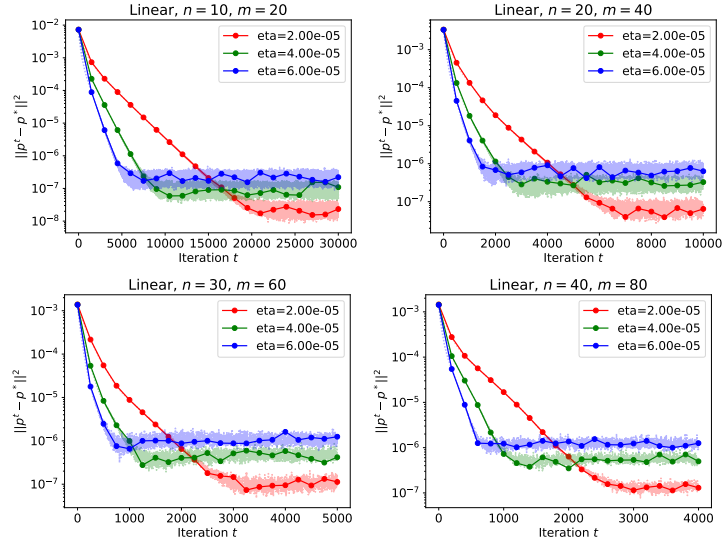 Linear, n = 10, m = 20
||p^t − p^*||^2
10^−2
10^−3
10^−4
10^−5
10^−6
10^−7
10^−8
eta=2.00e-05
eta=4.00e-05
eta=6.00e-05
0 5000 10000 15000 20000 25000 30000
Iteration t
Linear, n = 20, m = 40
||p^t − p^*||^2
10^−3
10^−4
10^−5
10^−6
10^−7
eta=2.00e-05
eta=4.00e-05
eta=6.00e-05
0 2000 4000 6000 8000 10000
Iteration t
Linear, n = 30, m = 60
||p^t − p^*||^2
10^−3
10^−4
10^−5
10^−6
10^−7
eta=2.00e-05
eta=4.00e-05
eta=6.00e-05
0 1000 2000 3000 4000 5000
Iteration t
Linear, n = 40, m = 80
||p^t − p^*||^2
10^−3
10^−4
10^−5
10^−6
10^−7
eta=2.00e-05
eta=4.00e-05
eta=6.00e-05
0 1000 2000 3000 4000
Iteration t